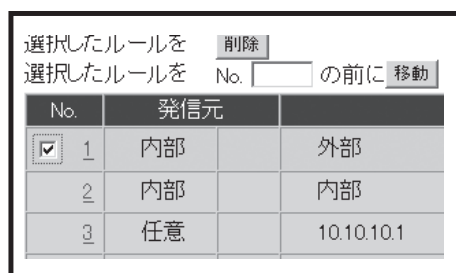 選択したルールを 削除
選択したルールを No. の前に 移動
No. 発信元
1 内部 外部
2 内部 内部
3 任意 10.10.10.1